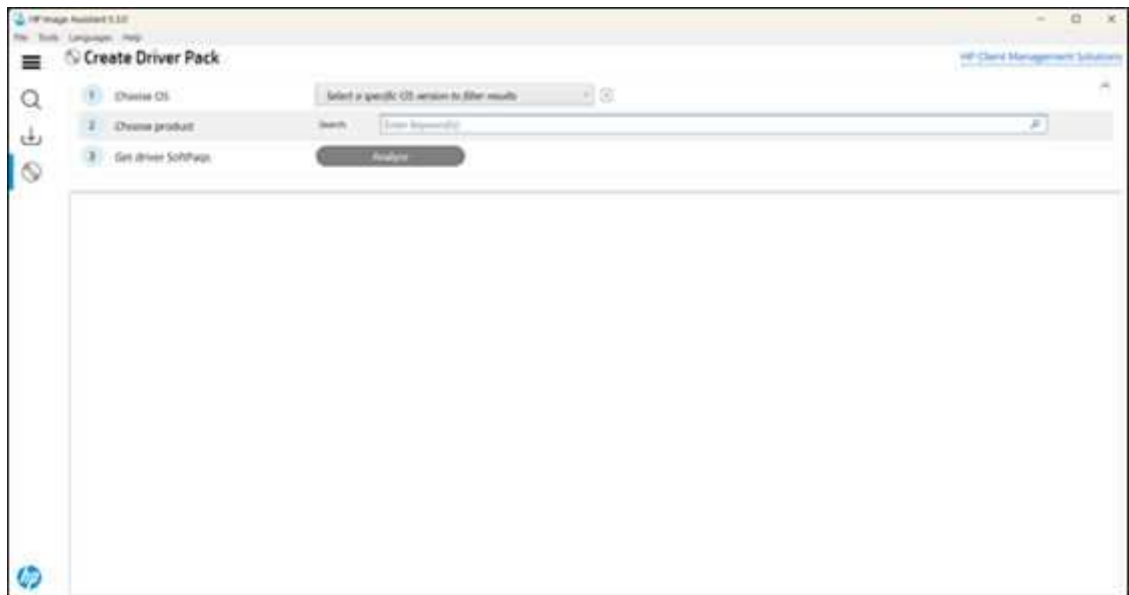 HP Image Assistant 5.3.0
File Tools Languages Help
Create Driver Pack
HP Client Management Solutions
1 Choose OS Select a specific OS version to filter results
2 Choose product Search: Enter keyword(s)
3 Get driver SoftPaqs Analyze
hp